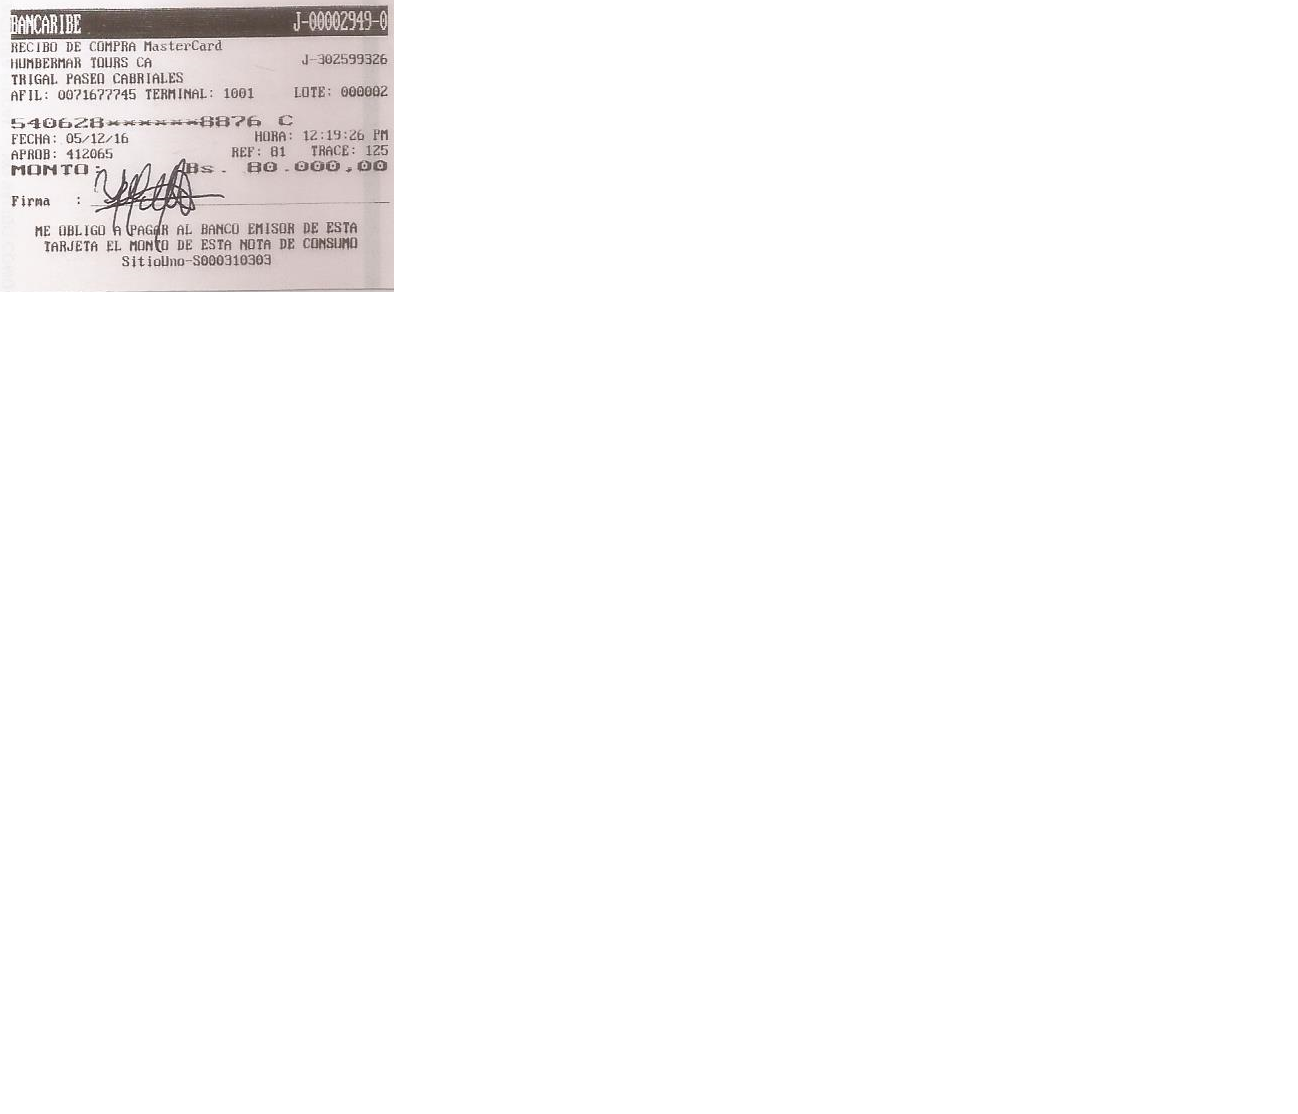 BANCARIBE J-00002949-0
RECIBO DE COMPRA MasterCard
HUMBERMAR TOURS CA J-302599326
TRIGAL PASEO CABRIALES
AFIL: 0071677745 TERMINAL: 1001 LOTE: 000002
540628******8876 C
FECHA: 05/12/16 HORA: 12:19:26 PM
APROB: 412065 REF: 81 TRACE: 125
MONTO: Bs. 80.000,00
Firma :
ME OBLIGO A PAGAR AL BANCO EMISOR DE ESTA
TARJETA EL MONTO DE ESTA NOTA DE CONSUMO
SitioUno-S000310303